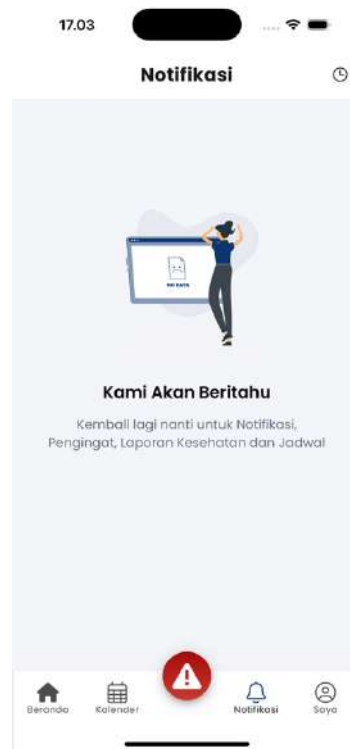 17.03
Notifikasi
NO DATA
Kami Akan Beritahu
Kembali lagi nanti untuk Notifikasi,
Pengingat, Laporan Kesehatan dan Jadwal
Beranda
Kalender
Notifikasi
Saya